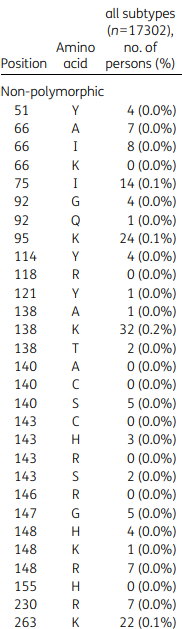 all subtypes
(n=17302),
Amino no. of
Position acid persons (%)
Non-polymorphic
51 Y 4 (0.0%)
66 A 7 (0.0%)
66 I 8 (0.0%)
66 K 0 (0.0%)
75 I 14 (0.1%)
92 G 4 (0.0%)
92 Q 1 (0.0%)
95 K 24 (0.1%)
114 Y 4 (0.0%)
118 R 0 (0.0%)
121 Y 1 (0.0%)
138 A 1 (0.0%)
138 K 32 (0.2%)
138 T 2 (0.0%)
140 A 0 (0.0%)
140 C 0 (0.0%)
140 S 5 (0.0%)
143 C 0 (0.0%)
143 H 3 (0.0%)
143 R 0 (0.0%)
143 S 2 (0.0%)
146 R 0 (0.0%)
147 G 5 (0.0%)
148 H 4 (0.0%)
148 K 1 (0.0%)
148 R 7 (0.0%)
155 H 0 (0.0%)
230 R 7 (0.0%)
263 K 22 (0.1%)